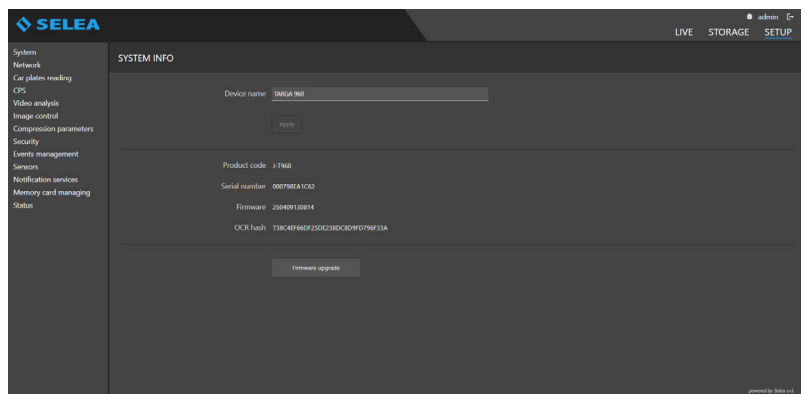 SELEA
admin
LIVE STORAGE SETUP
System
Network
Car plates reading
CPS
Video analysis
Image control
Compression parameters
Security
Events management
Sensors
Notification services
Memory card managing
Status
SYSTEM INFO
Device name TARGA 960
Apply
Product code J-T960
Serial number 000798EA1C62
Firmware 250409130814
OCR hash 738C4EF66DF25DE238DC8D9FD796F33A
Firmware upgrade
powered by Selea s.r.l.